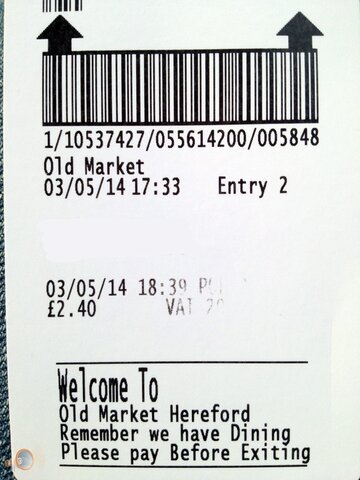 1/10537427/055614200/005848
Old Market
03/05/14 17:33 Entry 2
03/05/14 18:39
£2.40 VAT
Welcome To
Old Market Hereford
Remember we have Dining
Please pay Before Exiting